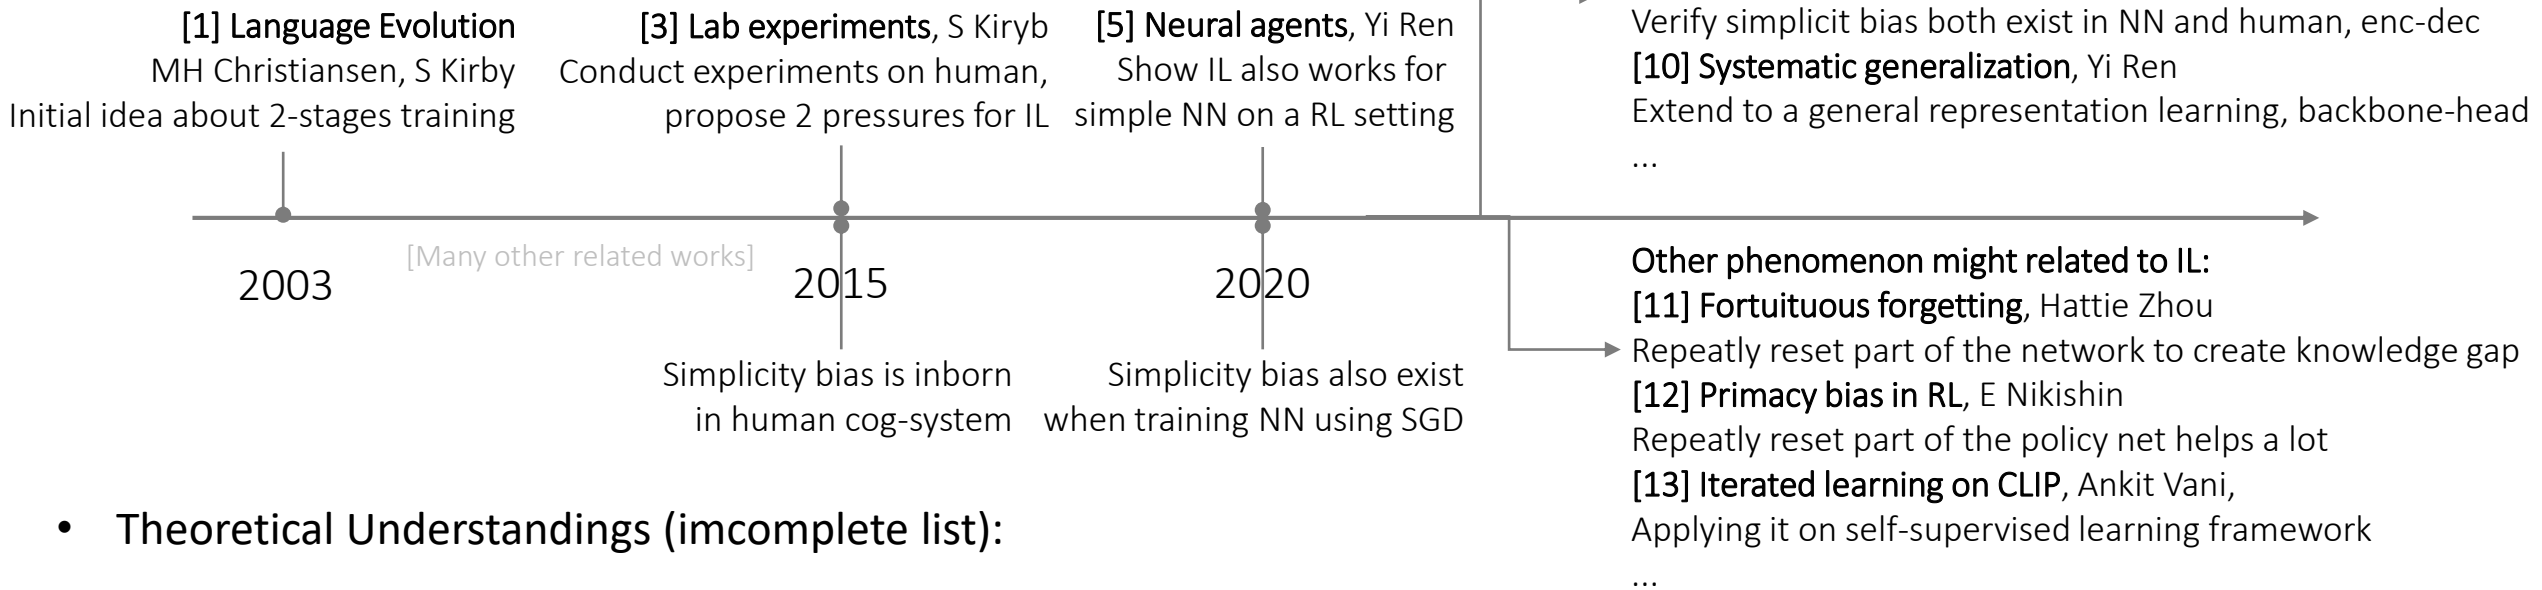 [1] Language Evolution
MH Christiansen, S Kirby
Initial idea about 2-stages training
[3] Lab experiments, S Kiryb
Conduct experiments on human,
propose 2 pressures for IL
[5] Neural agents, Yi Ren
Show IL also works for
simple NN on a RL setting
Verify simplicit bias both exist in NN and human, enc-dec
[10] Systematic generalization, Yi Ren
Extend to a general representation learning, backbone-head
...
[Many other related works]
2003
2015
2020
Simplicity bias is inborn
in human cog-system
Simplicity bias also exist
when training NN using SGD
Other phenomenon might related to IL:
[11] Fortuituous forgetting, Hattie Zhou
Repeatly reset part of the network to create knowledge gap
[12] Primacy bias in RL, E Nikishin
Repeatly reset part of the policy net helps a lot
[13] Iterated learning on CLIP, Ankit Vani,
Applying it on self-supervised learning framework
...
• Theoretical Understandings (imcomplete list):